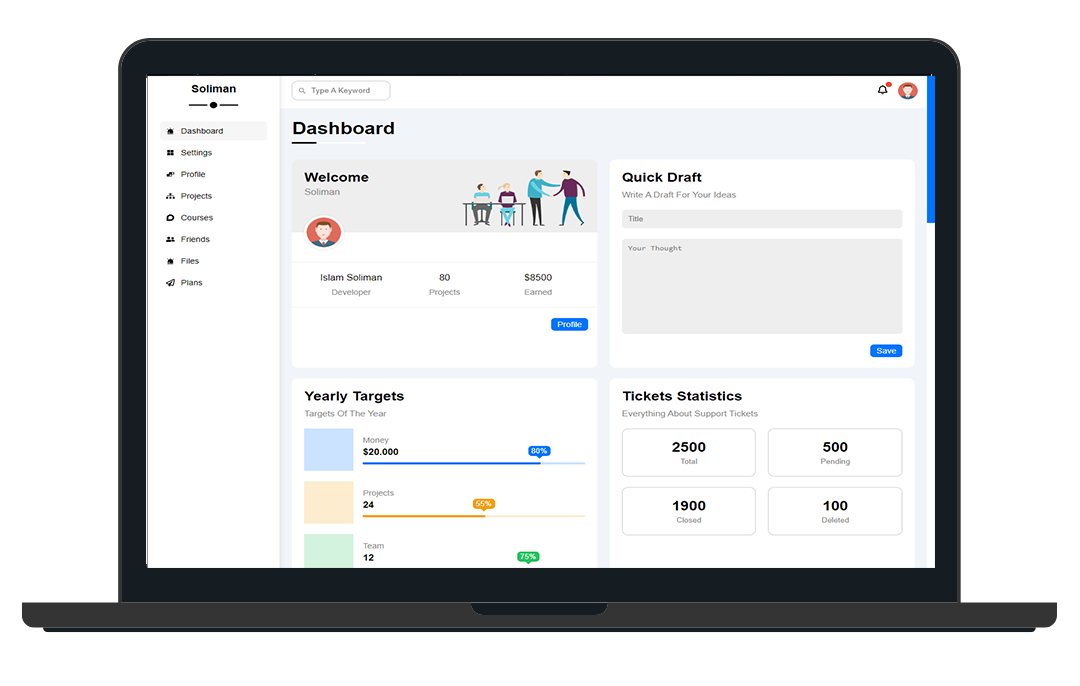 Soliman
Type A Keyword
Dashboard
Settings
Profile
Projects
Courses
Friends
Files
Plans
Dashboard
Welcome
Soliman
Islam Soliman
Developer
80
Projects
$8500
Earned
Profile
Quick Draft
Write A Draft For Your Ideas
Title
Your Thought
Save
Yearly Targets
Targets Of The Year
Money
$20.000
80%
Projects
24
55%
Team
12
75%
Tickets Statistics
Everything About Support Tickets
2500
Total
500
Pending
1900
Closed
100
Deleted